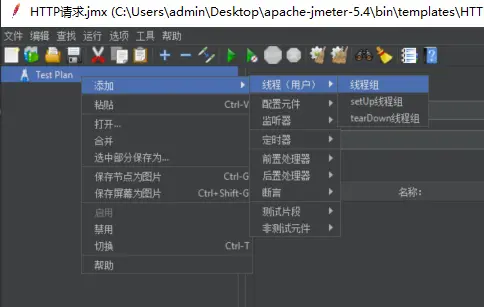 HTTP请求.jmx (C:\Users\admin\Desktop\apache-jmeter-5.4\bin\templates\HTT
文件 编辑 查找 运行 选项 工具 帮助
Test Plan
添加
粘贴 Ctrl-V
打开...
合并
选中部分保存为...
保存节点为图片 Ctrl-G
保存屏幕为图片 Ctrl+Shift-G
启用
禁用
切换 Ctrl-T
帮助
线程（用户）
配置元件
监听器
定时器
前置处理器
后置处理器
断言
测试片段
非测试元件
线程组
setUp线程组
tearDown线程组
名称: